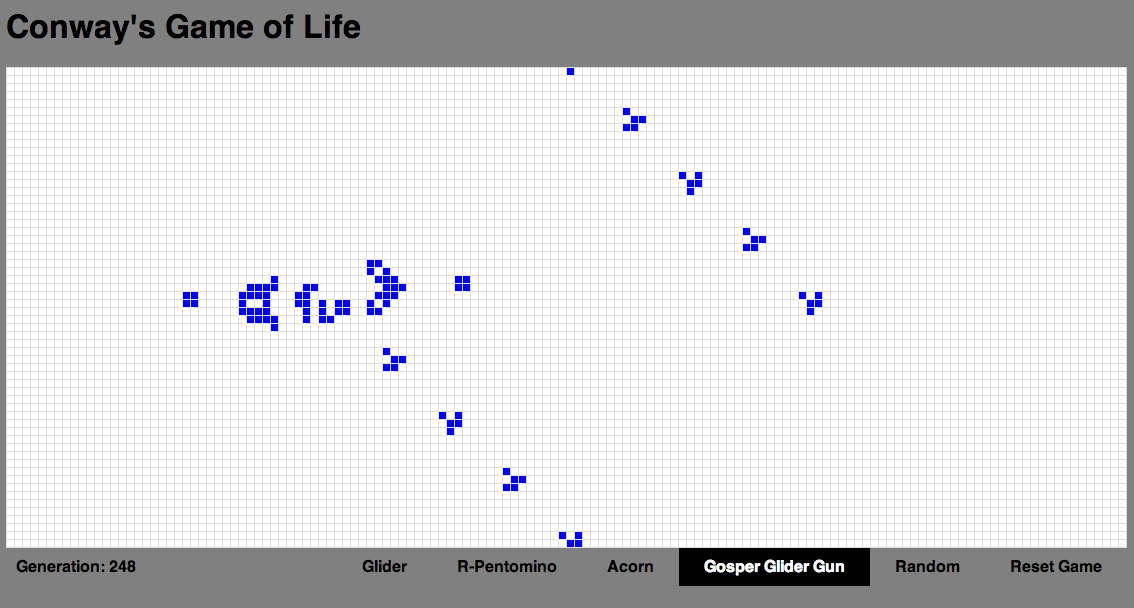 Conway's Game of Life
Generation: 248 Glider R-Pentomino Acorn Gosper Glider Gun Random Reset Game